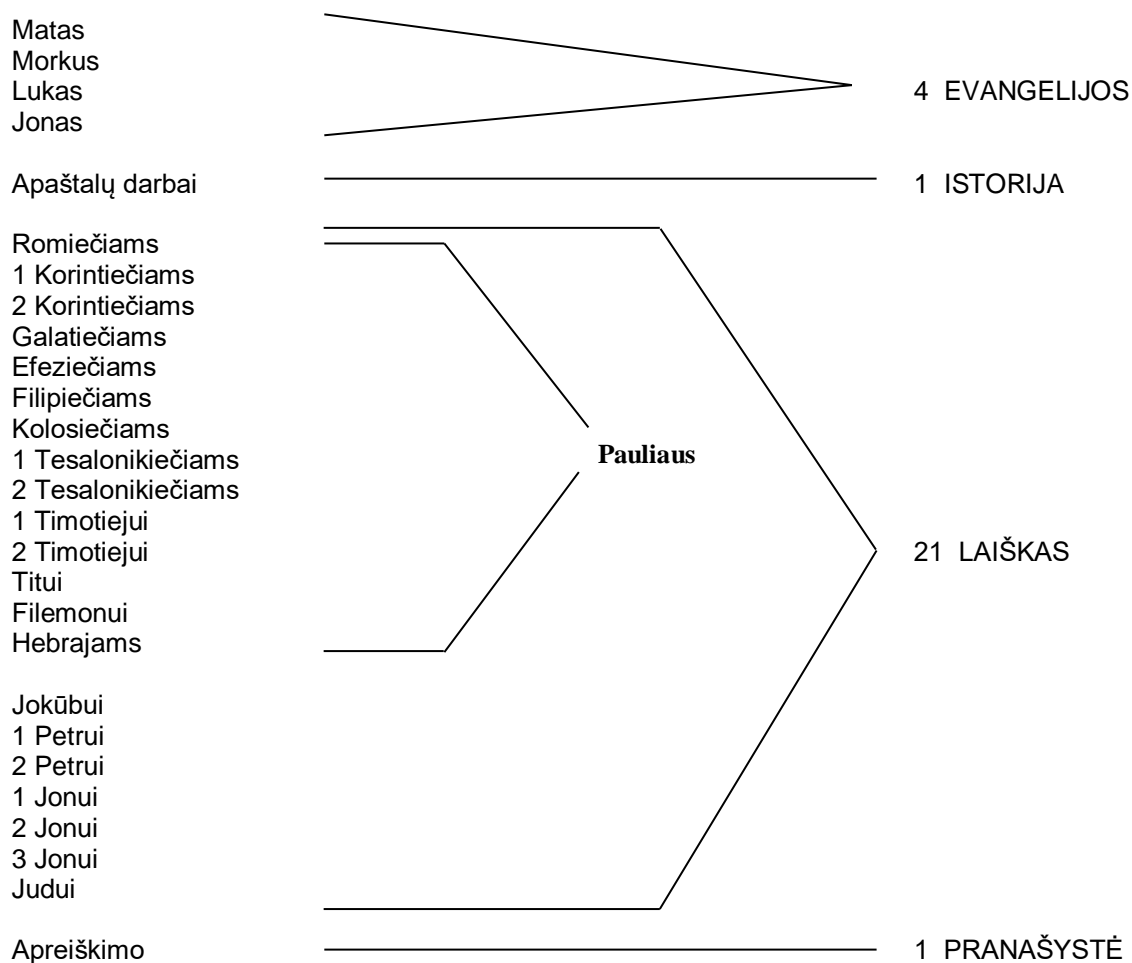 Matas
Morkus
Lukas
Jonas
4 EVANGELIJOS
Apaštalų darbai
1 ISTORIJA
Romiečiams
1 Korintiečiams
2 Korintiečiams
Galatiečiams
Efeziečiams
Filipiečiams
Kolosiečiams
1 Tesalonikiečiams
2 Tesalonikiečiams
1 Timotiejui
2 Timotiejui
Titui
Filemonui
Hebrajams
Pauliaus
Jokūbui
1 Petrui
2 Petrui
1 Jonui
2 Jonui
3 Jonui
Judui
21 LAIŠKAS
Apreiškimo
1 PRANAŠYSTĖ